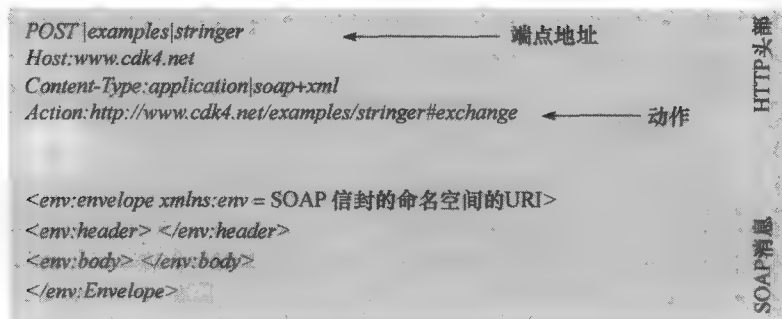 POST |examples|stringer 端点地址
Host:www.cdk4.net
Content-Type:application|soap+xml
Action:http://www.cdk4.net/examples/stringer#exchange 动作
HTTP头部
<env:envelope xmlns:env = SOAP 信封的命名空间的URI>
<env:header> </env:header>
<env:body> </env:body>
</env:Envelope>
SOAP消息